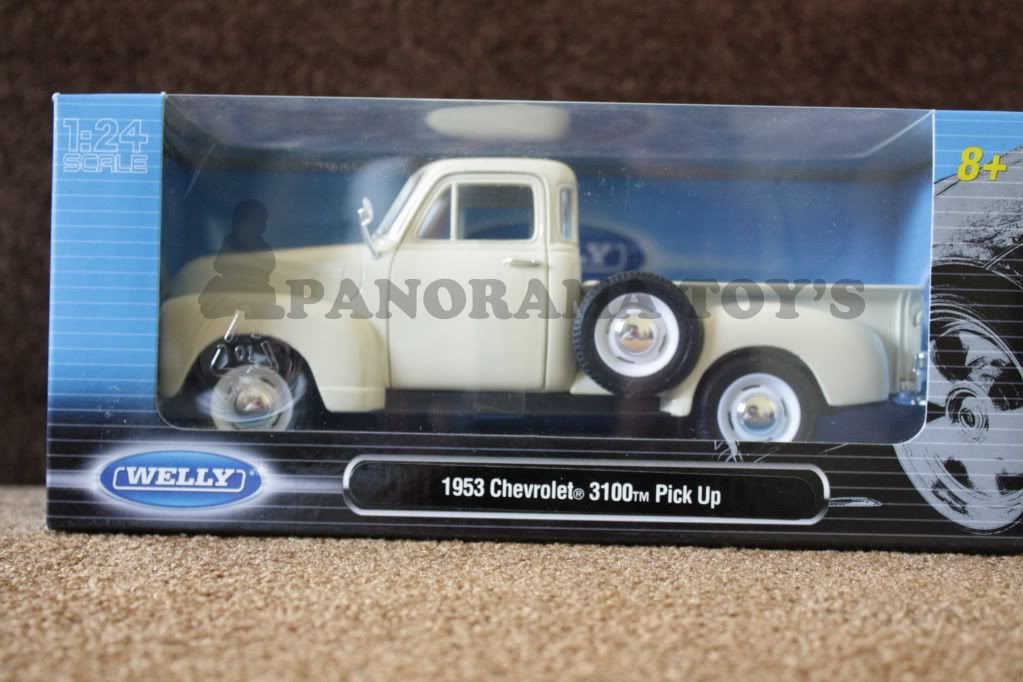 1:24
SCALE
8+
PANORAMA TOY'S
WELLY®
1953 Chevrolet® 3100™ Pick Up